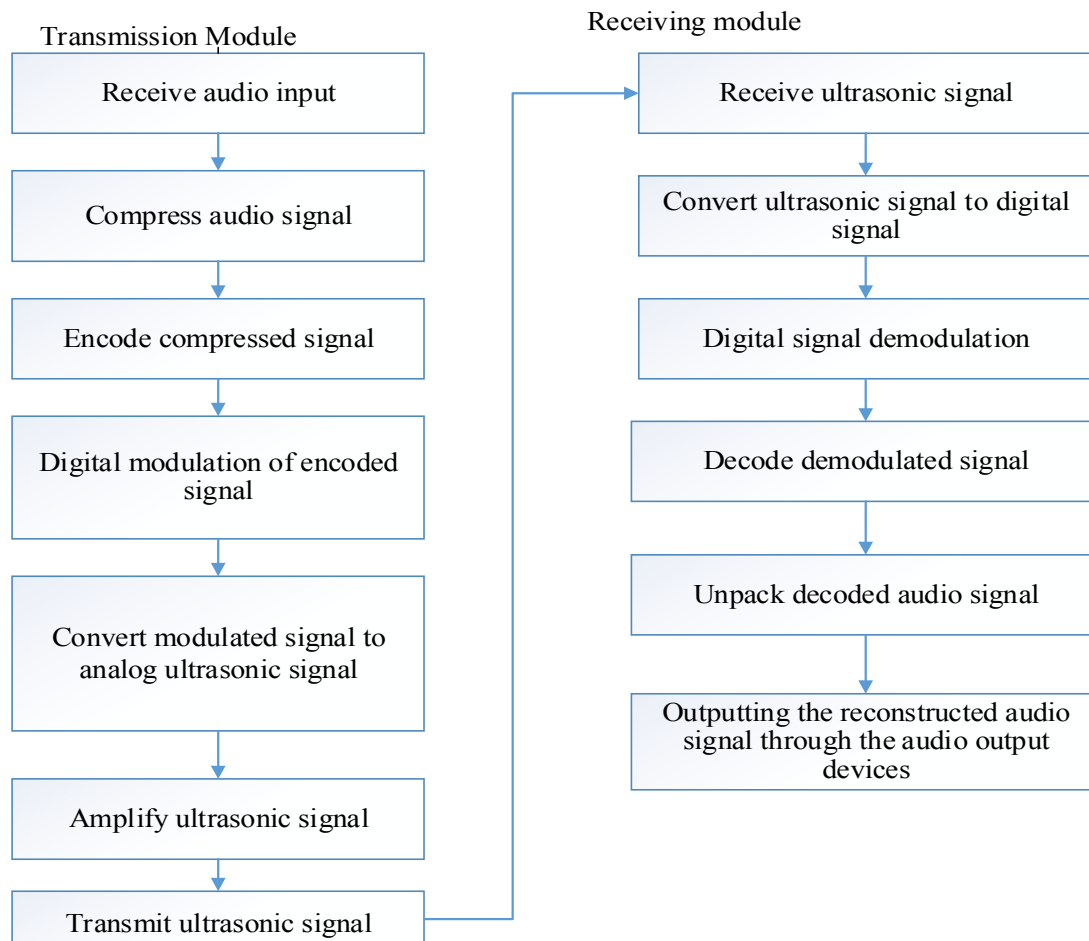 Transmission Module
Receive audio input
Compress audio signal
Encode compressed signal
Digital modulation of encoded
signal
Convert modulated signal to
analog ultrasonic signal
Amplify ultrasonic signal
Transmit ultrasonic signal
Receiving module
Receive ultrasonic signal
Convert ultrasonic signal to digital
signal
Digital signal demodulation
Decode demodulated signal
Unpack decoded audio signal
Outputting the reconstructed audio
signal through the audio output
devices